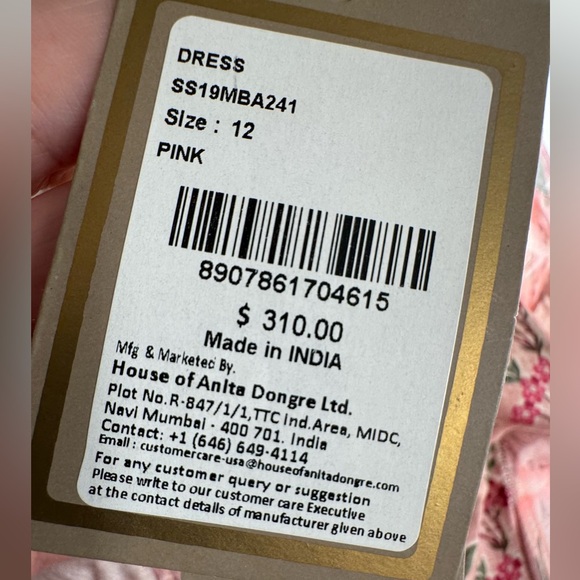 DRESS
SS19MBA241
Size : 12
PINK
8907861704615
$ 310.00
Made in INDIA
Mfg & Marketed By.
House of Anita Dongre Ltd.
Plot No.R-847/1/1,TTC Ind.Area, MIDC,
Navi Mumbai - 400 701. India
Contact: +1 (646) 649-4114
Email : customercare-usa@houseofanitadongre.com
For any customer query or suggestion
Please write to our customer care Executive
at the contact details of manufacturer given above